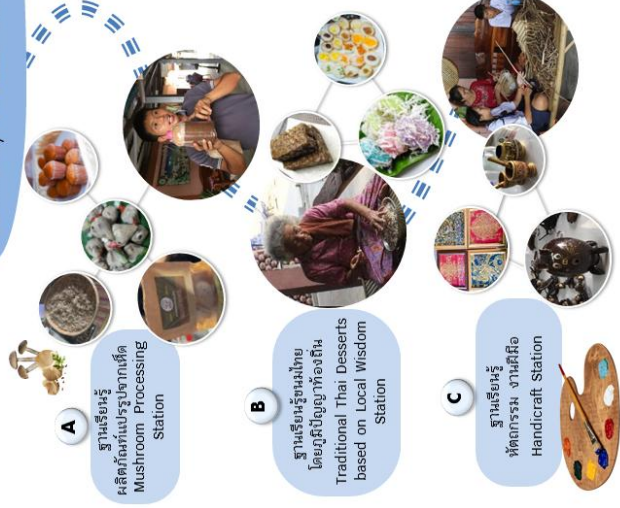 A
ฐานเรียนรู้
ผลิตภัณฑ์แปรรูปจากเห็ด
Mushroom Processing
Station
B
ฐานเรียนรู้ขนมไทย
โดยภูมิปัญญาท้องถิ่น
Traditional Thai Desserts
based on Local Wisdom
Station
C
ฐานเรียนรู้
หัตถกรรม งานฝีมือ
Handicraft Station